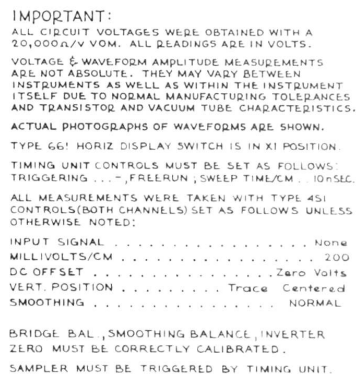 IMPORTANT:
ALL CIRCUIT VOLTAGES WERE OBTAINED WITH A
20,000Ω/V VOM. ALL READINGS ARE IN VOLTS.
VOLTAGE & WAVEFORM AMPLITUDE MEASUREMENTS
ARE NOT ABSOLUTE. THEY MAY VARY BETWEEN
INSTRUMENTS AS WELL AS WITHIN THE INSTRUMENT
ITSELF DUE TO NORMAL MANUFACTURING TOLERANCES
AND TRANSISTOR AND VACUUM TUBE CHARACTERISTICS.
ACTUAL PHOTOGRAPHS OF WAVEFORMS ARE SHOWN.
TYPE 661 HORIZ DISPLAY SWITCH IS IN X1 POSITION.
TIMING UNIT CONTROLS MUST BE SET AS FOLLOWS:
TRIGGERING ...-, FREERUN, SWEEP TIME/CM .. 10nSEC.
ALL MEASUREMENTS WERE TAKEN WITH TYPE 4S1
CONTROLS(BOTH CHANNELS) SET AS FOLLOWS UNLESS
OTHERWISE NOTED:
INPUT SIGNAL . . . . . . . . . . . . . . . None
MILLIVOLTS/CM . . . . . . . . . . . . . . . 200
DC OFFSET . . . . . . . . . . . . . Zero Volts
VERT. POSITION . . . . . . . . Trace Centered
SMOOTHING . . . . . . . . . . . . . . . NORMAL
BRIDGE BAL., SMOOTHING BALANCE, INVERTER
ZERO MUST BE CORRECTLY CALIBRATED.
SAMPLER MUST BE TRIGGERED BY TIMING UNIT.